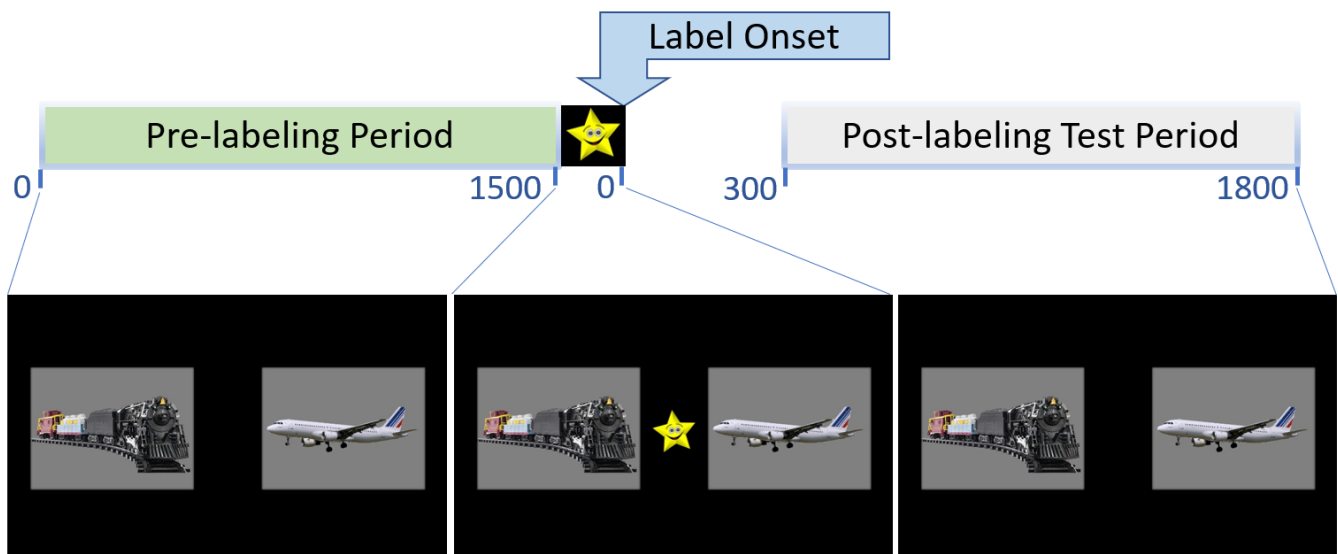 Label Onset
Pre-labeling Period
Post-labeling Test Period
0
1500
0
300
1800